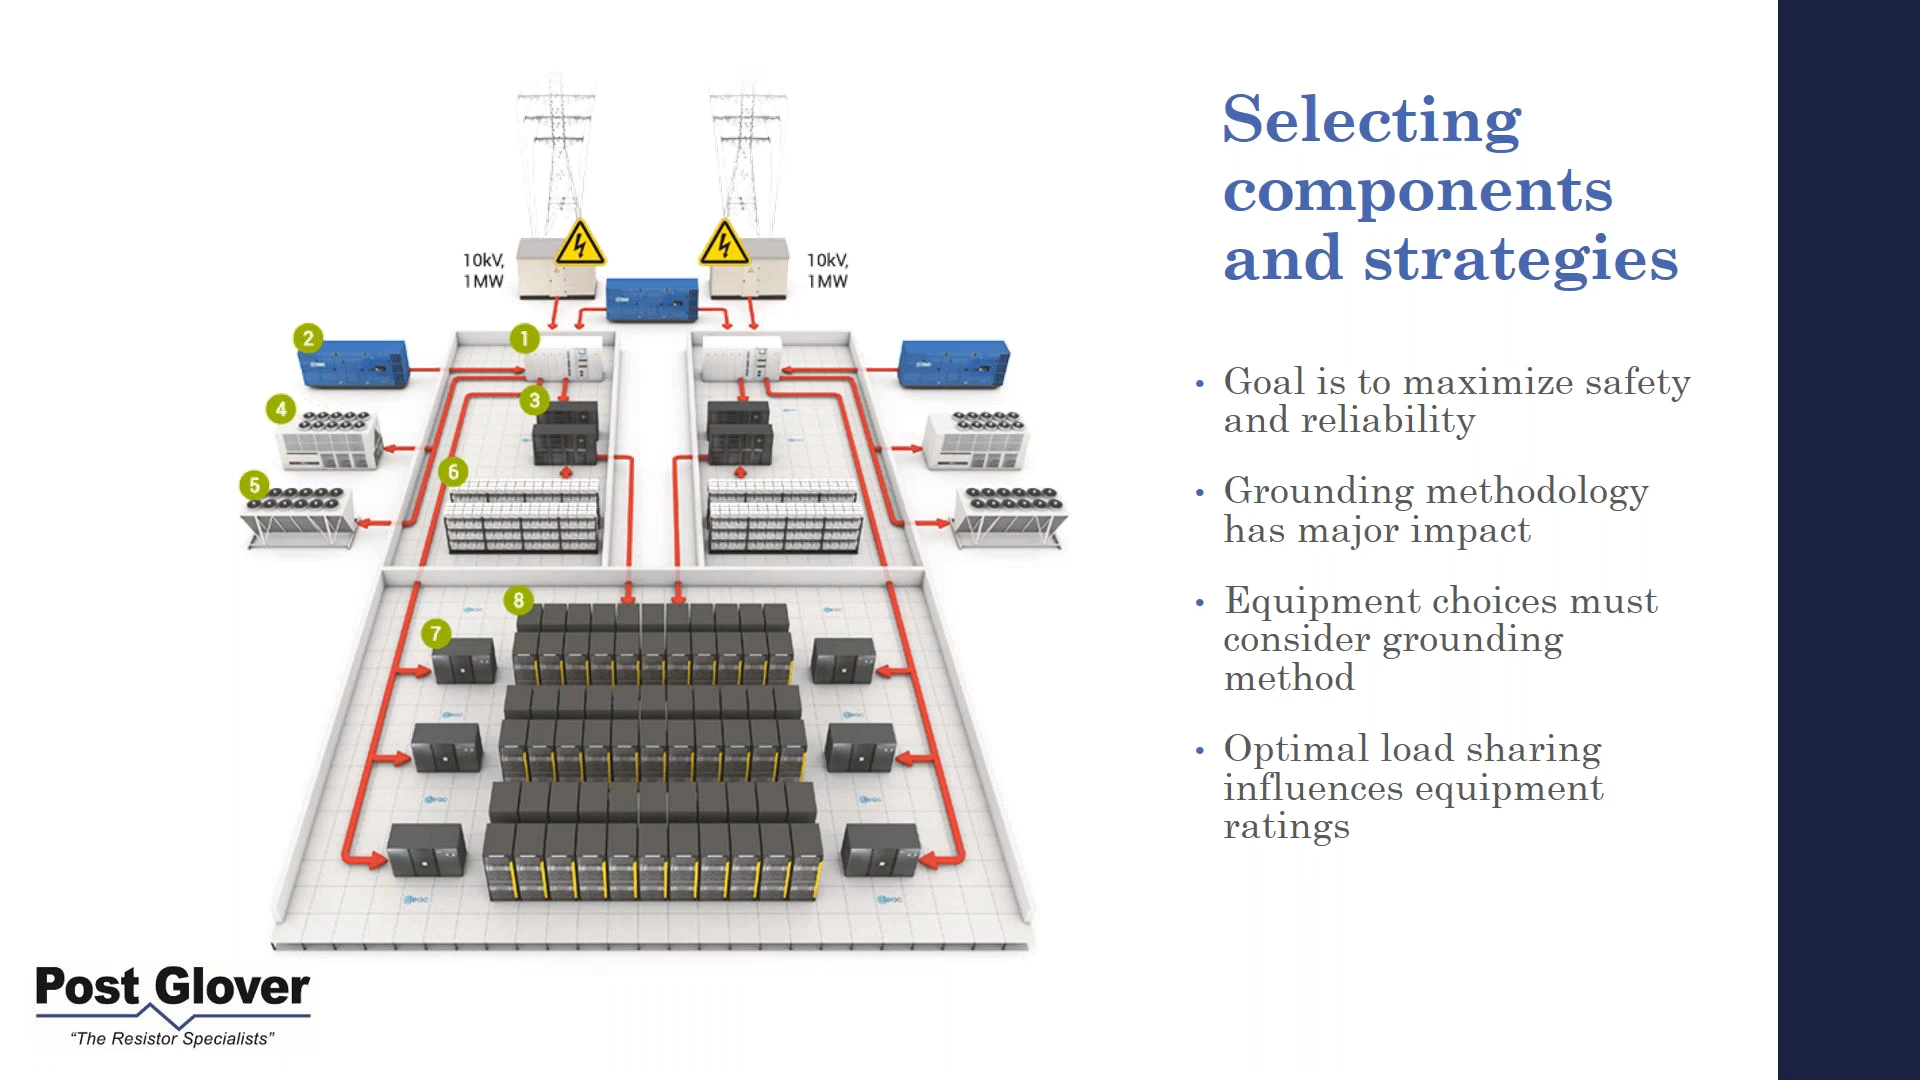 Selecting
components
and strategies
• Goal is to maximize safety
and reliability
• Grounding methodology
has major impact
• Equipment choices must
consider grounding
method
• Optimal load sharing
influences equipment
ratings
10kV,
1MW
10kV,
1MW
2
1
3
4
6
5
8
7
Post Glover
“The Resistor Specialists”